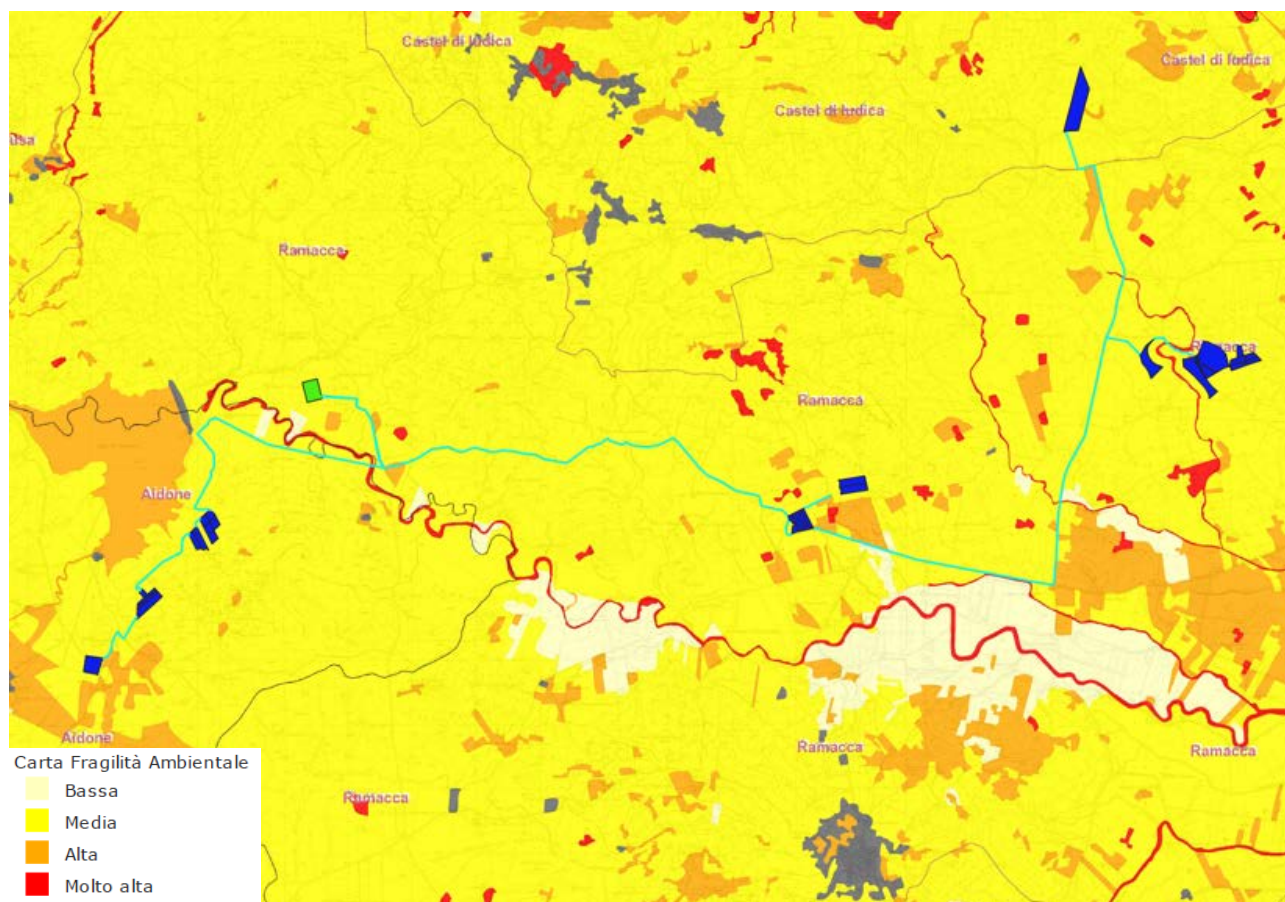 Castel di Iudica
Castel di Iudica
Castel di Iudica
usa
Ramacca
Ramacca
Ramacca
Aidone
Aidone
Ramacca
Ramacca
Carta Fragilità Ambientale
Bassa
Ramacca
Media
Alta
Molto alta